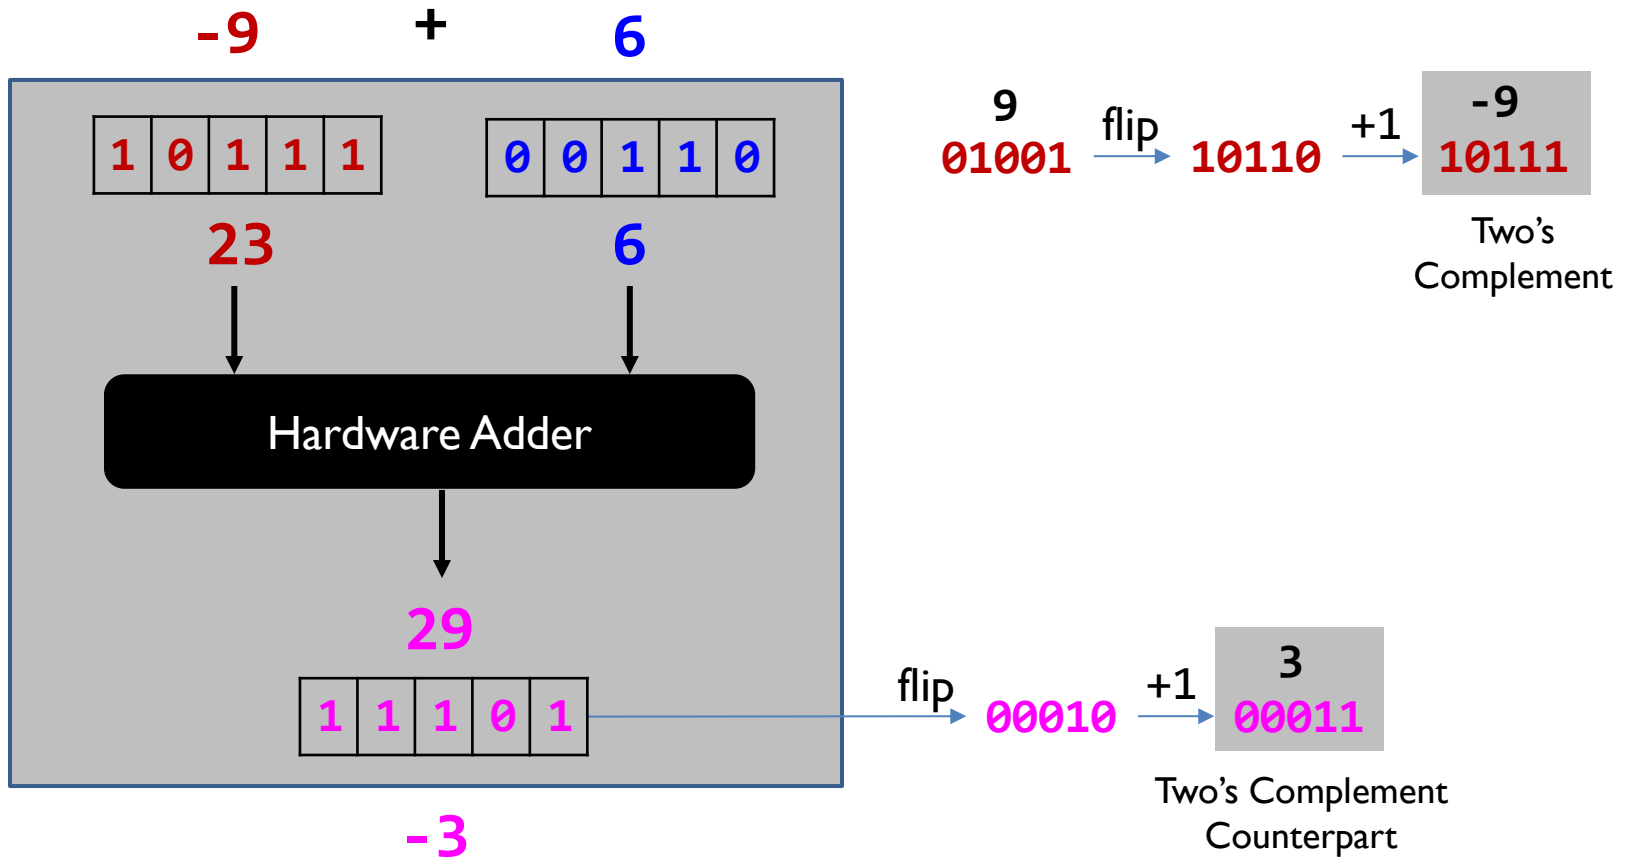 -9 + 6
1 0 1 1 1
0 0 1 1 0
23
6
Hardware Adder
29
1 1 1 0 1
-3
9
01001
flip
10110
+1
-9
10111
Two's
Complement
flip
00010
+1
3
00011
Two's Complement
Counterpart